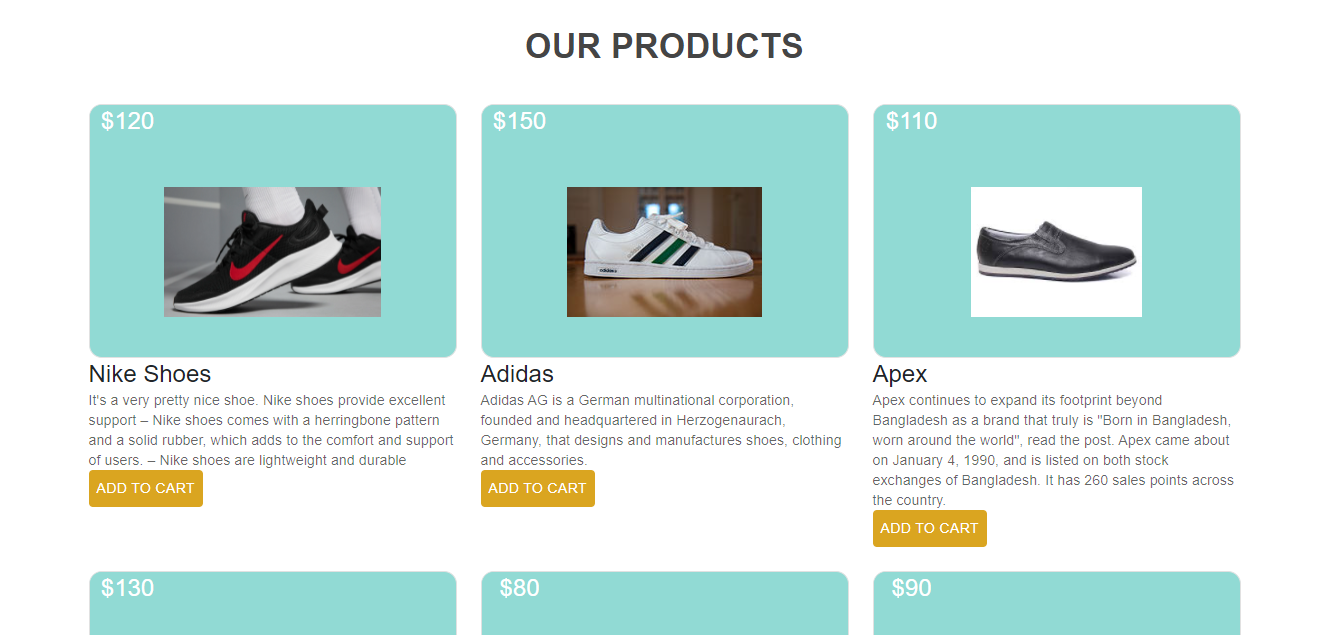 OUR PRODUCTS
$120
$150
$110
adidas
Nike Shoes
It's a very pretty nice shoe. Nike shoes provide excellent
support – Nike shoes comes with a herringbone pattern
and a solid rubber, which adds to the comfort and support
of users. – Nike shoes are lightweight and durable
ADD TO CART
Adidas
Adidas AG is a German multinational corporation,
founded and headquartered in Herzogenaurach,
Germany, that designs and manufactures shoes, clothing
and accessories.
ADD TO CART
Apex
Apex continues to expand its footprint beyond
Bangladesh as a brand that truly is "Born in Bangladesh,
worn around the world", read the post. Apex came about
on January 4, 1990, and is listed on both stock
exchanges of Bangladesh. It has 260 sales points across
the country.
ADD TO CART
$130
$80
$90